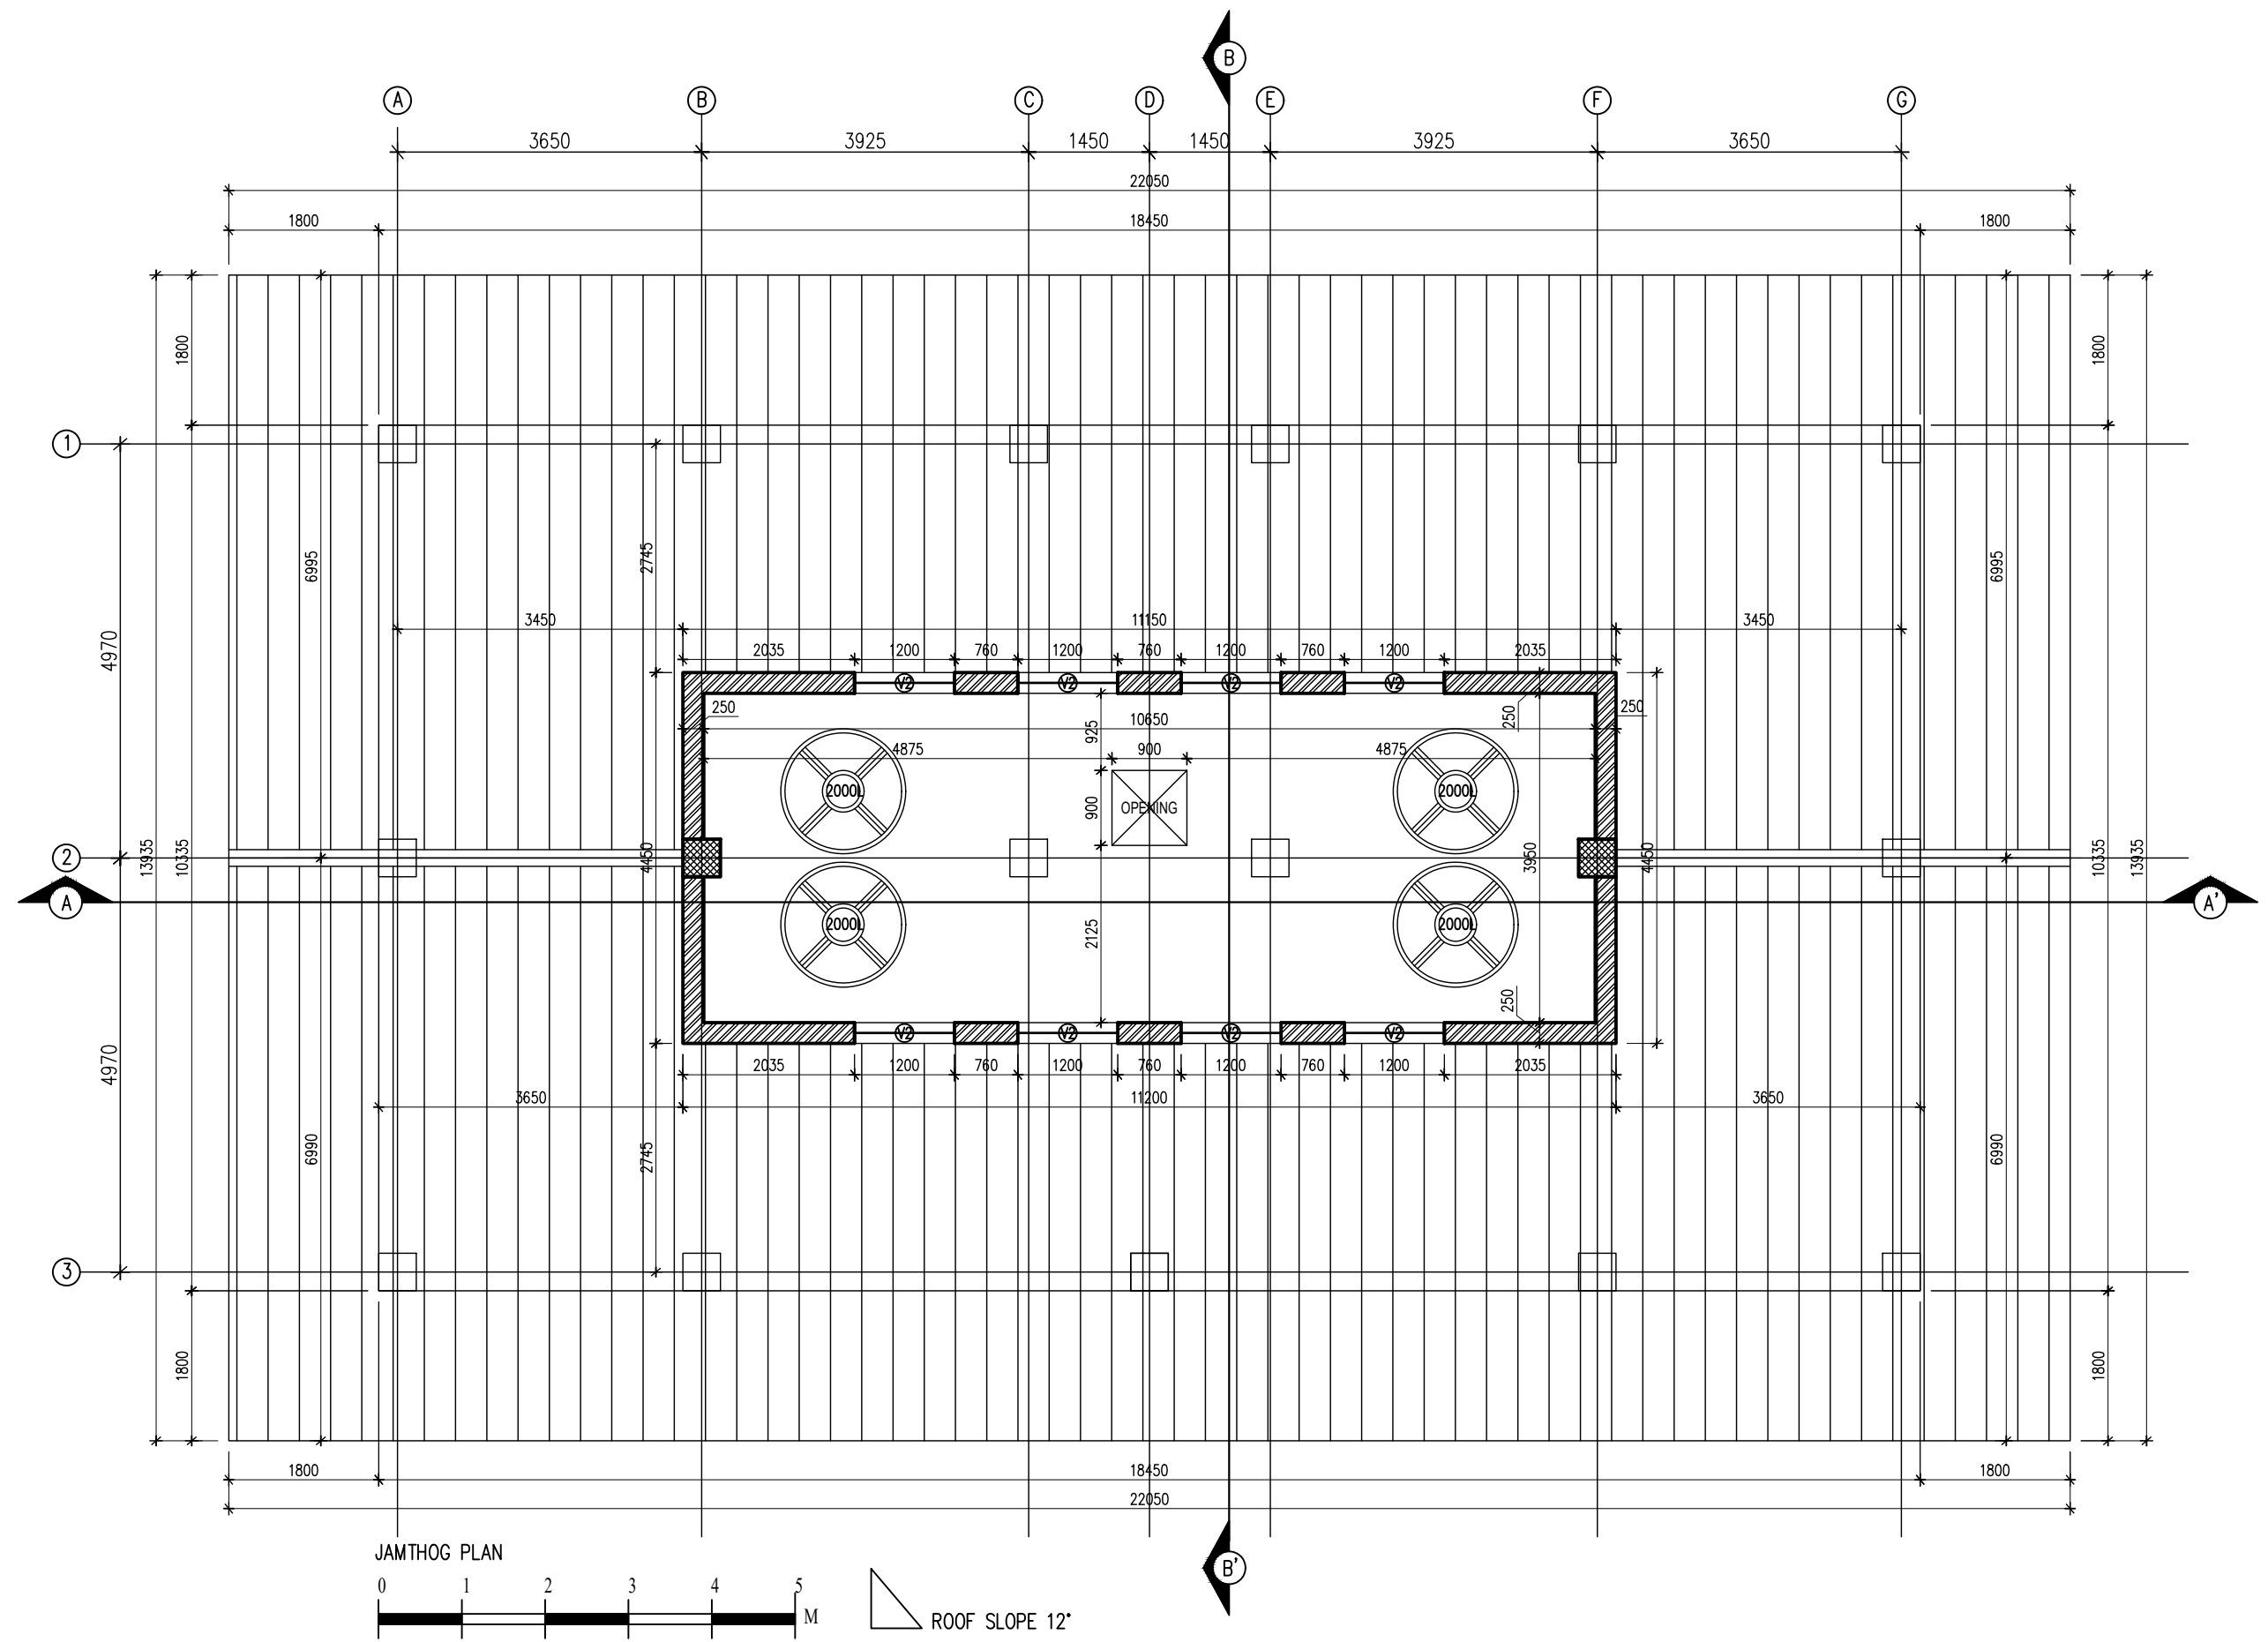 B
A B C D E F G
3650 3925 1450 1450 3925 3650
22050
1800 18450 1800
1800 1800
1
6995 2745 6995
4970
3450 11150 3450
2035 1200 760 1200 760 1200 760 1200 2035
V2 V2 V2 V2
250 925 10650 250 250
4875 900 4875
2000L 900 OPENING 2000L
2
13935 10335 4450 3950 4450 10335 13935
A A'
2000L 2125 2000L
250
V2 V2 V2 V2
4970
2035 1200 760 1200 760 1200 760 1200 2035
3650 11200 3650
6990 2745 6990
3
1800 1800
1800 18450 1800
22050
JAMTHOG PLAN
B'
0 1 2 3 4 5
M
ROOF SLOPE 12°